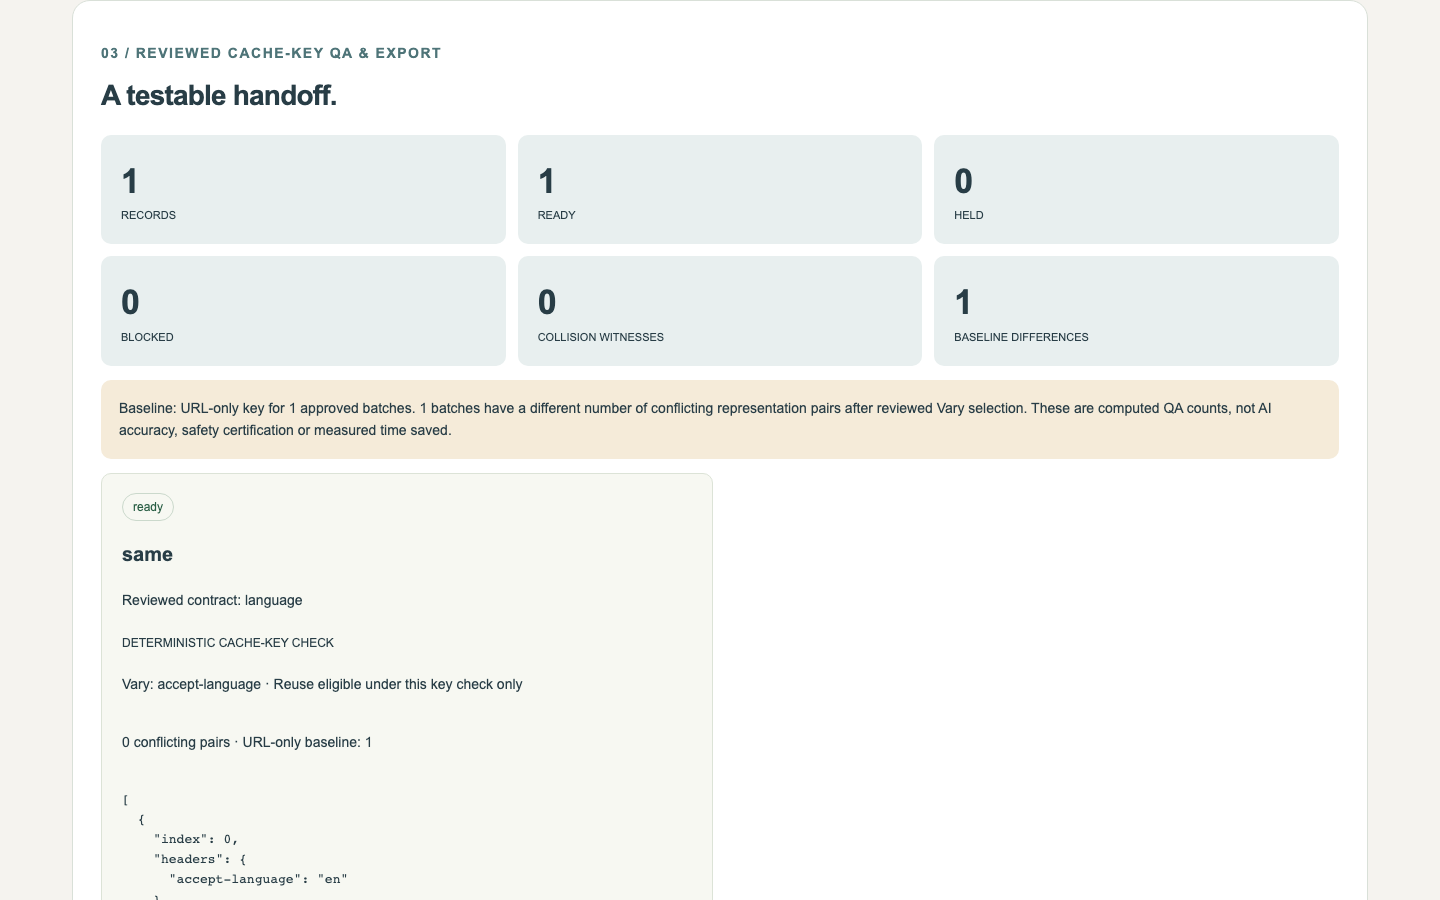 03 / REVIEWED CACHE-KEY QA & EXPORT
A testable handoff.
1
RECORDS
1
READY
0
HELD
0
BLOCKED
0
COLLISION WITNESSES
1
BASELINE DIFFERENCES
Baseline: URL-only key for 1 approved batches. 1 batches have a different number of conflicting representation pairs after reviewed Vary selection. These are computed QA counts, not AI
accuracy, safety certification or measured time saved.
ready
same
Reviewed contract: language
DETERMINISTIC CACHE-KEY CHECK
Vary: accept-language · Reuse eligible under this key check only
0 conflicting pairs · URL-only baseline: 1
[
  {
    "index": 0,
    "headers": {
      "accept-language": "en"
    }